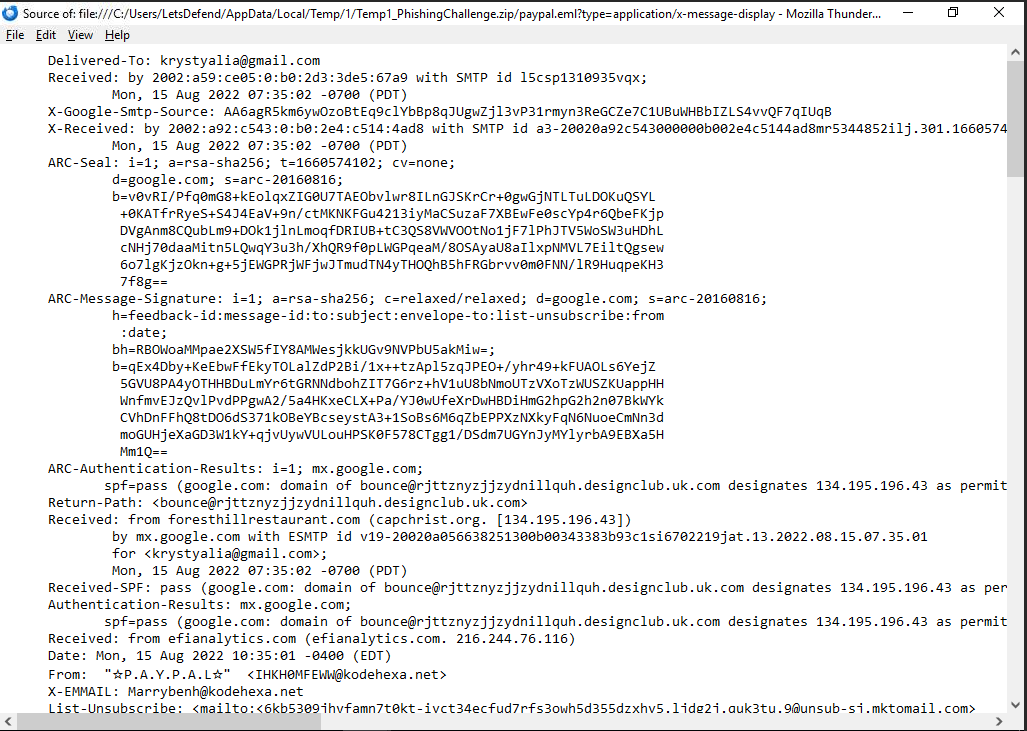 Source of: file:///C:/Users/LetsDefend/AppData/Local/Temp/1/Temp1_PhishingChallenge.zip/paypal.eml?type=application/x-message-display - Mozilla Thunder...
File Edit View Help
Delivered-To: krystyalia@gmail.com
Received: by 2002:a59:ce05:0:b0:2d3:3de5:67a9 with SMTP id l5csp1310935vqx;
Mon, 15 Aug 2022 07:35:02 -0700 (PDT)
X-Google-Smtp-Source: AA6agR5km6ywOzoBtEq9clYbBp8qJUgwZjl3vP31rmyn3ReGCZe7C1UBuWHBbIZLS4vvQF7qIUqB
X-Received: by 2002:a92:c543:0:b0:2e4:c514:4ad8 with SMTP id a3-20020a92c543000000b002e4c5144ad8mr5344852ilj.301.1660574
Mon, 15 Aug 2022 07:35:02 -0700 (PDT)
ARC-Seal: i=1; a=rsa-sha256; t=1660574102; cv=none;
d=google.com; s=arc-20160816;
b=v0vRI/Pfq0mG8+kEolqxZIG0U7TAEObvlwr8ILnGJSKrCr+0gwGjNTLTuLDOKuQSYL
+0KATfrRyeS+S4J4EaV+9n/ctMKNKFGu4213iyMaCSuzaF7XBEwFe0scYp4r6QbeFKjp
DVgAnm8CQubLm9+DOk1jlnLmoqfDRIUB+tC3QS8VWVOOtNo1jF7lPhJTV5WoSW3uHDhL
cNHj70daaMitn5LQwqY3u3h/XhQR9f0pLWGPqeaM/8OSAyaU8aIlxpNMVL7EiltQgsew
6o7lgKjzOkn+g+5jEWGPRjWFjwJTmudTN4yTHOQhB5hFRGbrvv0m0FNN/lR9HuqpeKH3
7f8g==
ARC-Message-Signature: i=1; a=rsa-sha256; c=relaxed/relaxed; d=google.com; s=arc-20160816;
h=feedback-id:message-id:to:subject:envelope-to:list-unsubscribe:from
:date;
bh=RBOWoaMMpae2XSW5fIY8AMWesjkkUGv9NVPbU5akMiw=;
b=qEx4Dby+KeEbwFfEkyTOLalZdP2Bi/1x++tzApl5zqJPEO+/yhr49+kFUAOLs6YejZ
5GVU8PA4yOTHHBDuLmYr6tGRNNdbohZIT7G6rz+hV1uU8bNmoUTzVXoTzWUSZKUappHH
WnfmvEJzQvlPvdPPgwA2/5a4HKxeCLX+Pa/YJ0wUfeXrDwHBDiHmG2hpG2h2n07BkWYk
CVhDnFFhQ8tDO6dS371kOBeYBcseystA3+1SoBs6M6qZbEPPXzNXkyFqN6NuoeCmNn3d
moGUHjeXaGD3W1kY+qjvUywVULouHPSK0F578CTgg1/DSdm7UGYnJyMYlyrbA9EBXa5H
Mm1Q==
ARC-Authentication-Results: i=1; mx.google.com;
spf=pass (google.com: domain of bounce@rjttznyzjjzydnillquh.designclub.uk.com designates 134.195.196.43 as permit
Return-Path: <bounce@rjttznyzjjzydnillquh.designclub.uk.com>
Received: from foresthillrestaurant.com (capchrist.org. [134.195.196.43])
by mx.google.com with ESMTP id v19-20020a056638251300b00343383b93c1si6702219jat.13.2022.08.15.07.35.01
for <krystyalia@gmail.com>;
Mon, 15 Aug 2022 07:35:02 -0700 (PDT)
Received-SPF: pass (google.com: domain of bounce@rjttznyzjjzydnillquh.designclub.uk.com designates 134.195.196.43 as per
Authentication-Results: mx.google.com;
spf=pass (google.com: domain of bounce@rjttznyzjjzydnillquh.designclub.uk.com designates 134.195.196.43 as permit
Received: from efianalytics.com (efianalytics.com. 216.244.76.116)
Date: Mon, 15 Aug 2022 10:35:01 -0400 (EDT)
From: "☆P.A.Y.P.A.L☆" <IHKH0MFEWW@kodehexa.net>
X-EMMAIL: Marrybenh@kodehexa.net
List-Unsubscribe: <mailto:<6kb5309jhvfamn7t0kt-ivct34ecfud7rfs3owh5d355dzxhv5.ljdg2j.quk3tu.9@unsub-sj.mktomail.com>